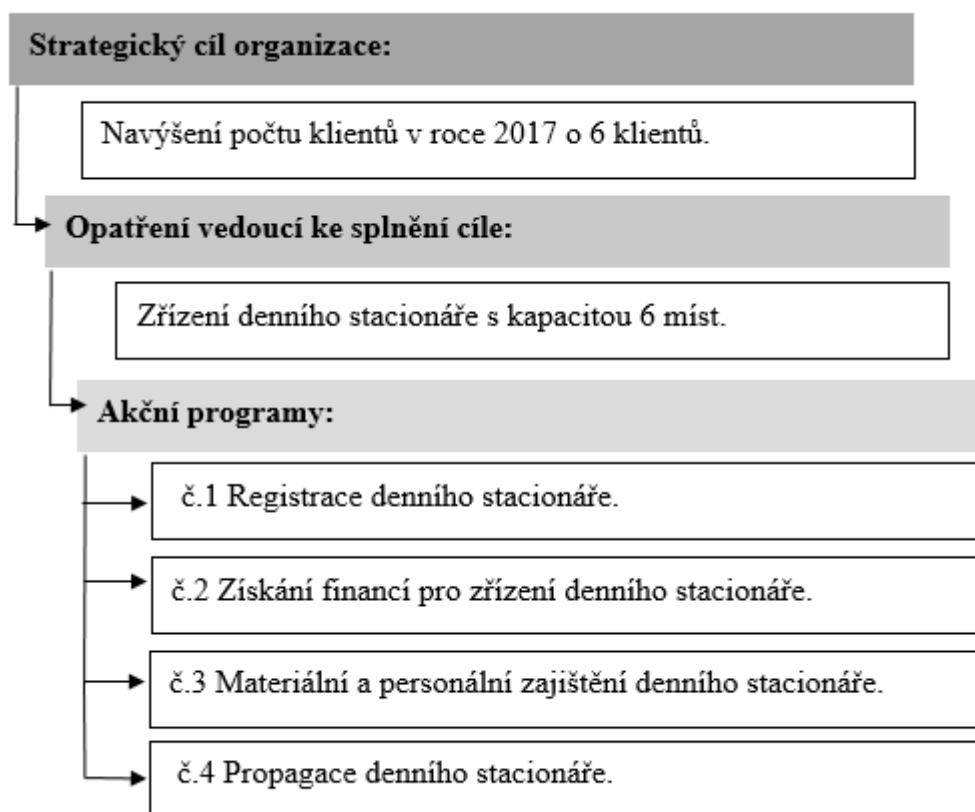 Strategický cíl organizace:
Navýšení počtu klientů v roce 2017 o 6 klientů.
Opatření vedoucí ke splnění cíle:
Zřízení denního stacionáře s kapacitou 6 míst.
Akční programy:
č.1 Registrace denního stacionáře.
č.2 Získání financí pro zřízení denního stacionáře.
č.3 Materiální a personální zajištění denního stacionáře.
č.4 Propagace denního stacionáře.